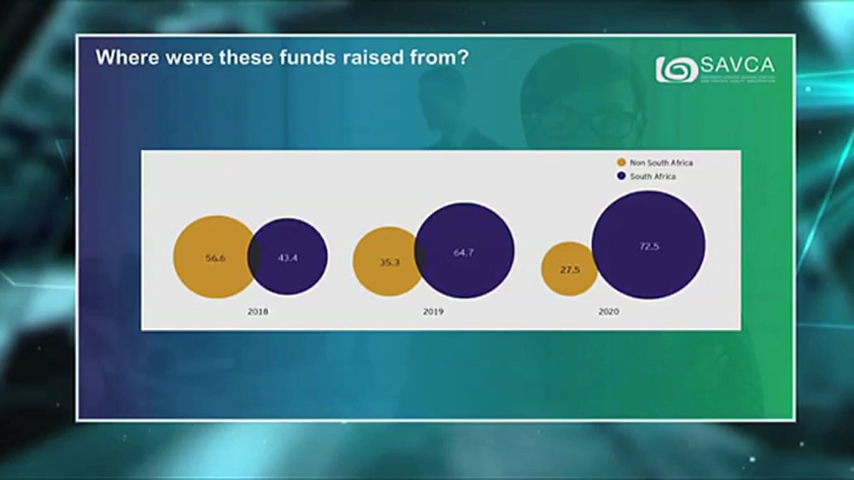 Where were these funds raised from?
SAVCA
Non South Africa
South Africa
56.6
43.4
35.3
64.7
27.5
72.5
2018
2019
2020